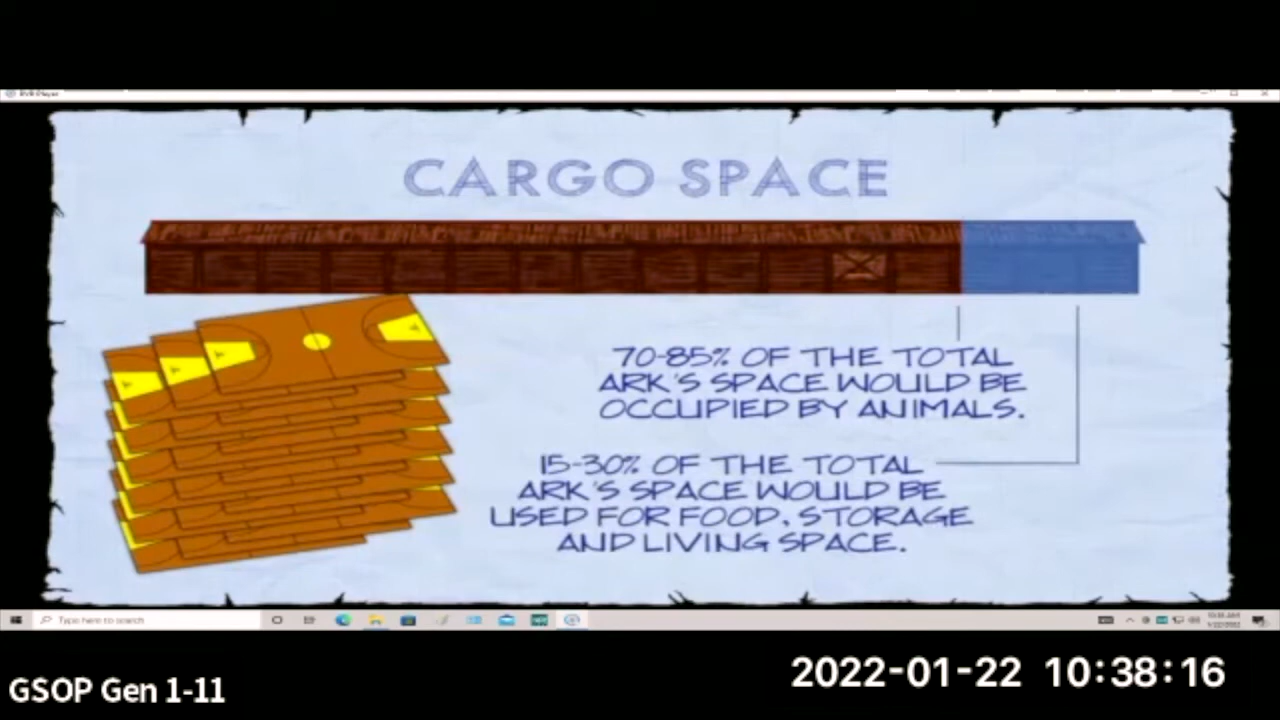 CARGO SPACE
70-85% OF THE TOTAL
ARK'S SPACE WOULD BE
OCCUPIED BY ANIMALS.
15-30% OF THE TOTAL
ARK'S SPACE WOULD BE
USED FOR FOOD, STORAGE
AND LIVING SPACE.
Type here to search
GSOP Gen 1-11
2022-01-22 10:38:16